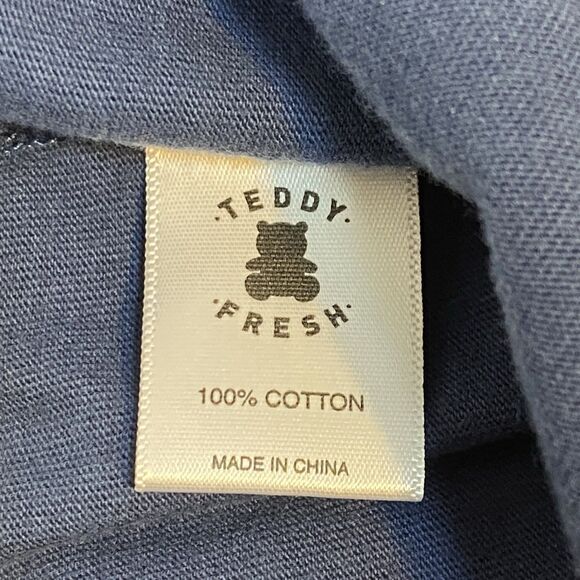 ·TEDDY·
·FRESH·
100% COTTON
MADE IN CHINA